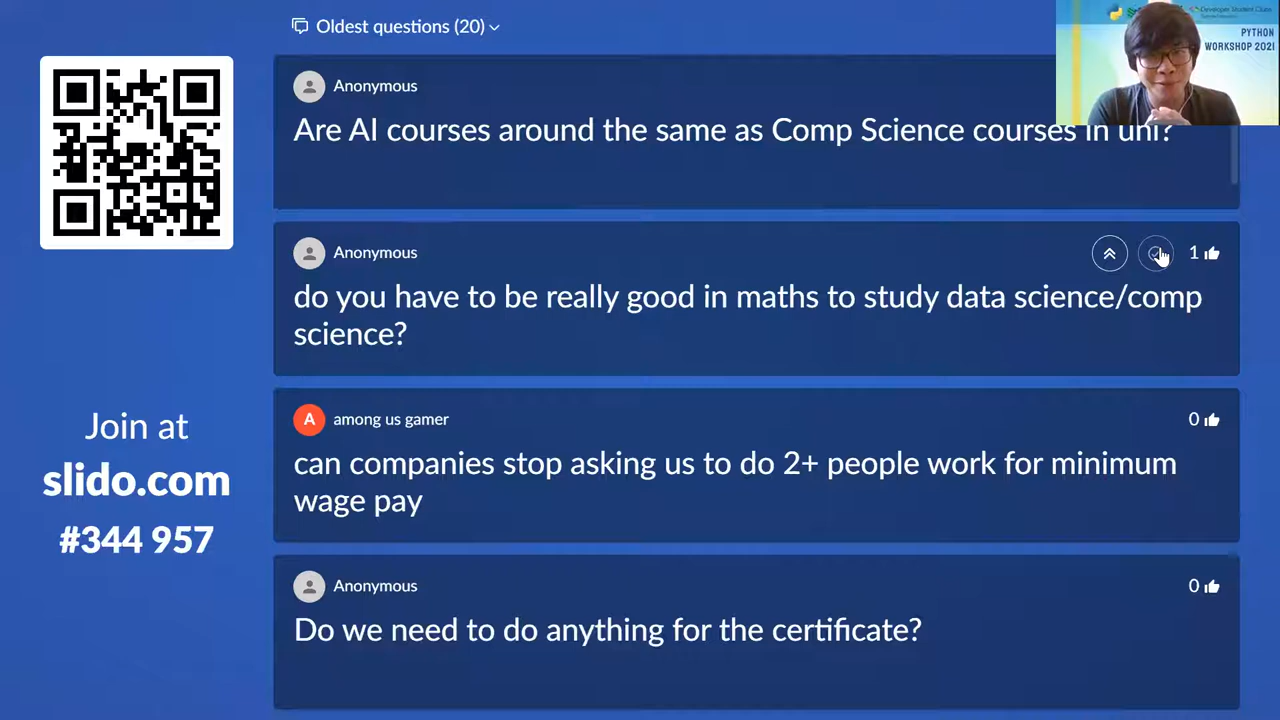 Oldest questions (20)
Developer Student Clubs
PYTHON
WORKSHOP 2021
Anonymous
Are AI courses around the same as Comp Science courses in uni?
Anonymous
1
do you have to be really good in maths to study data science/comp
science?
A
among us gamer
0
can companies stop asking us to do 2+ people work for minimum
wage pay
Anonymous
0
Do we need to do anything for the certificate?
Join at
slido.com
#344 957